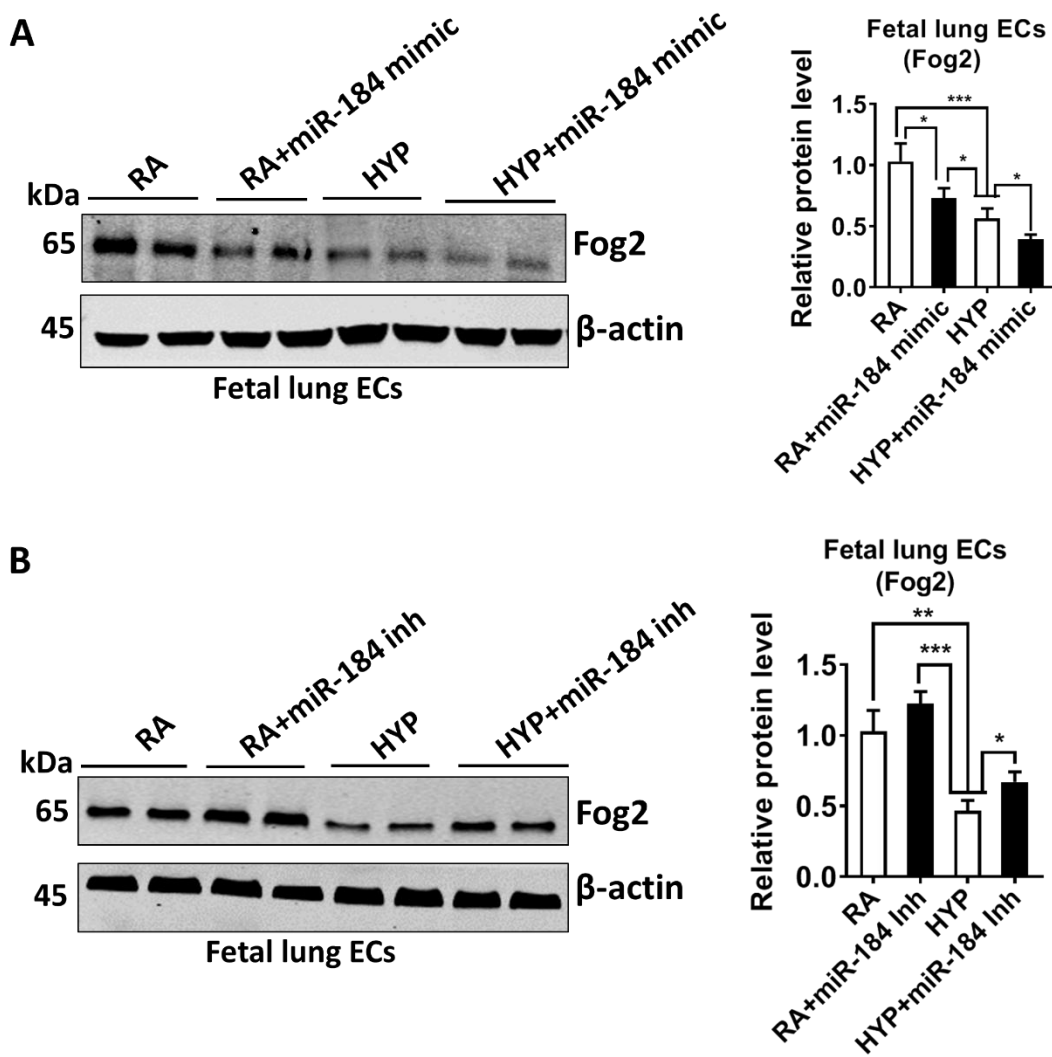 A
RA
RA+miR-184 mimic
HYP
HYP+miR-184 mimic
kDa
65
Fog2
45
β-actin
Fetal lung ECs
Fetal lung ECs
(Fog2)
Relative protein level
1.5
1.0
0.5
0.0
***
*
*
*
RA
RA+miR-184 mimic
HYP
HYP+miR-184 mimic
B
RA
RA+miR-184 inh
HYP
HYP+miR-184 inh
kDa
65
Fog2
45
β-actin
Fetal lung ECs
Fetal lung ECs
(Fog2)
Relative protein level
1.5
1.0
0.5
0.0
**
***
*
RA
RA+miR-184 Inh
HYP
HYP+miR-184 Inh